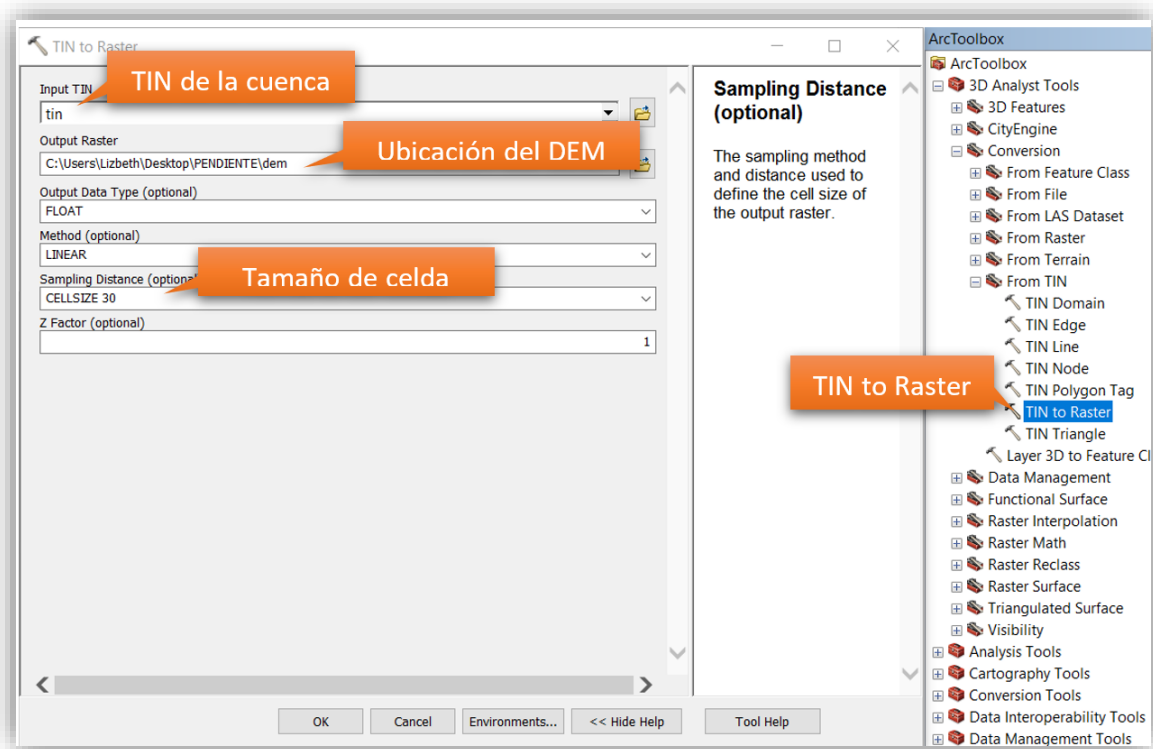 TIN to Raster
TIN de la cuenca
Input TIN
tin
Output Raster
Ubicación del DEM
C:\Users\Lizbeth\Desktop\PENDIENTE\dem
Output Data Type (optional)
FLOAT
Method (optional)
LINEAR
Tamaño de celda
Sampling Distance (optional
CELLSIZE 30
Z Factor (optional)
1
OK
Cancel
Environments...
<< Hide Help
Tool Help
Sampling Distance
(optional)
The sampling method
and distance used to
define the cell size of
the output raster.
TIN to Raster
ArcToolbox
ArcToolbox
3D Analyst Tools
3D Features
CityEngine
Conversion
From Feature Class
From File
From LAS Dataset
From Raster
From Terrain
From TIN
TIN Domain
TIN Edge
TIN Line
TIN Node
TIN Polygon Tag
TIN to Raster
TIN Triangle
Layer 3D to Feature Cl
Data Management
Functional Surface
Raster Interpolation
Raster Math
Raster Reclass
Raster Surface
Triangulated Surface
Visibility
Analysis Tools
Cartography Tools
Conversion Tools
Data Interoperability Tools
Data Management Tools